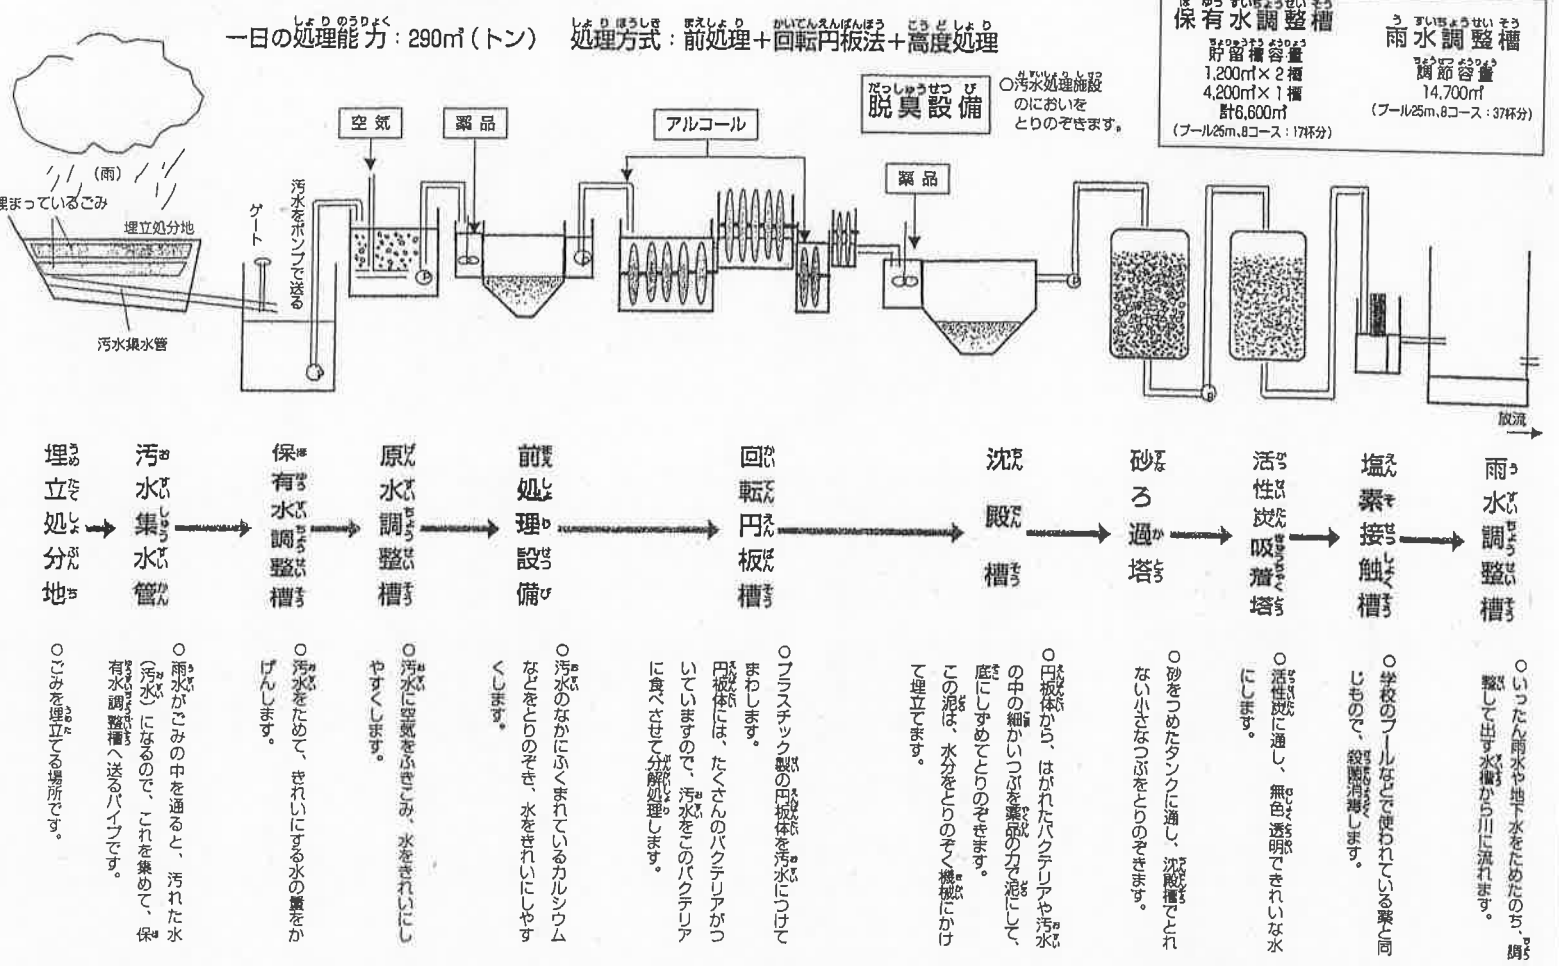 一日の処理能力：290㎥（トン）　処理方式：前処理＋回転円板法＋高度処理
保有水調整槽
貯留槽容量
1,200㎥×2槽
4,200㎥×1槽
計6,600㎥
（プール25m、8コース：17杯分）
雨水調整槽
調節容量
14,700㎥
（プール25m、8コース：37杯分）
脱臭設備
○汚水処理施設
のにおいを
とりのぞきます。
空気
薬品
アルコール
薬品
（雨）
埋まっているごみ
埋立処分地
汚水集水管
ゲート
汚水をポンプで送る
放流
埋立処分地
汚水集水管
保有水調整槽
原水調整槽
前処理設備
回転円板槽
沈殿槽
砂ろ過塔
活性炭吸着塔
塩素接触槽
雨水調整槽
○ごみを埋立てる場所です。
○雨水がごみの中を通ると、汚れた水
（汚水）になるので、これを集めて、保
有水調整槽へ送るパイプです。
○汚水をためて、きれいにする水の量をか
げんします。
○汚水に空気をふきこみ、水をきれいにし
やすくします。
○汚水のなかにふくまれているカルシウム
などをとりのぞき、水をきれいにしやす
くします。
○プラスチック製の円板体を汚水につけて
まわします。
円板体には、たくさんのバクテリアがつ
いていますので、汚水をこのバクテリア
に食べさせて分解処理します。
○円板体から、はがれたバクテリアや汚水
の中の細かいつぶを薬品の力で泥にして、
底にしずめてとりのぞきます。
この泥は、水分をとりのぞく機械にかけ
て埋立てます。
○砂をつめたタンクに通し、沈殿槽でとれ
ない小さなつぶをとりのぞきます。
○活性炭に通し、無色透明できれいな水
にします。
○学校のプールなどで使われている薬と同
じもので、殺菌消毒します。
○いったん雨水や地下水をためたのち、調
整して出す水槽から川に流れます。